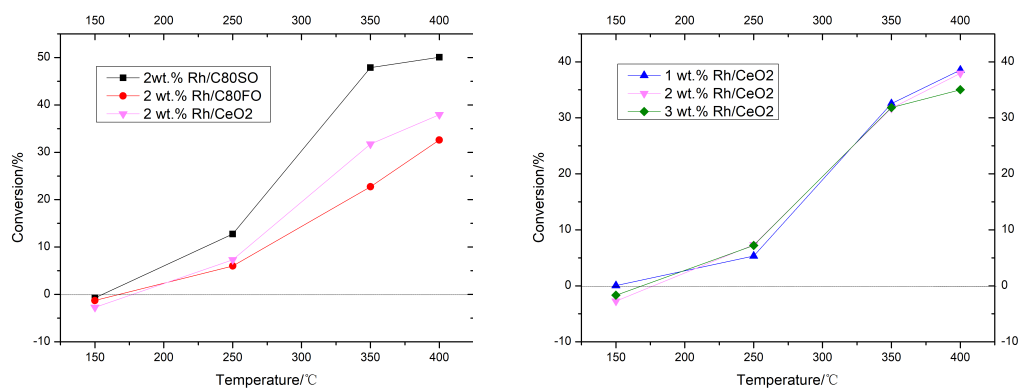 150 200 250 300 350 400
50
40
30
20
10
0
-10
Conversion/%
2wt.% Rh/C80SO
2 wt.% Rh/C80FO
2 wt.% Rh/CeO2
150 200 250 300 350 400
Temperature/℃
150 200 250 300 350 400
40
30
20
10
0
-10
Conversion/%
1 wt.% Rh/CeO2
2 wt.% Rh/CeO2
3 wt.% Rh/CeO2
40
30
20
10
0
-10
150 200 250 300 350 400
Temperature/℃